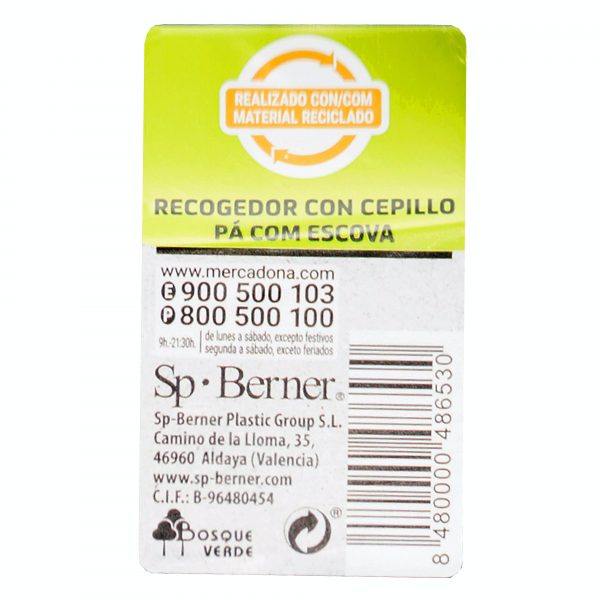 REALIZADO CON/COM
MATERIAL RECICLADO
RECOGEDOR CON CEPILLO
PÁ COM ESCOVA
www.mercadona.com
E 900 500 103
P 800 500 100
9h.-21:30h. de lunes a sábado, excepto festivos
segunda a sábado, exceto feriados
Sp·Berner®
Sp-Berner Plastic Group S.L.
Camino de la Lloma, 35,
46960 Aldaya (Valencia)
www.sp-berner.com
C.I.F.: B-96480454
BOSQUE
VERDE
®
8 480000 486530